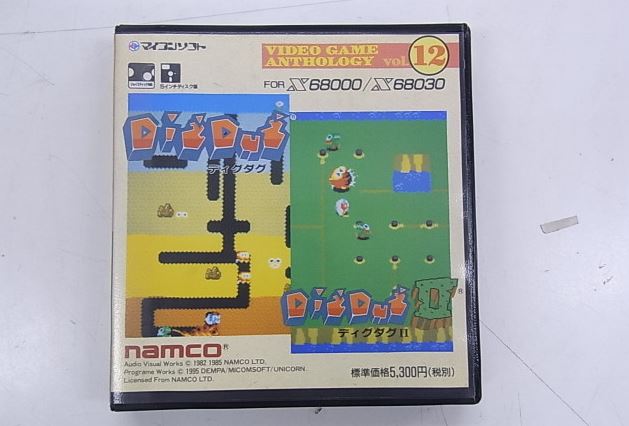 マイコンソフト
VIDEO GAME
ANTHOLOGY vol.12
5インチディスク版
FOR X68000/X68030
DIGDUG®
ディグダグ
DIGDUG II®
ディグダグII
namco®
Audio Visual Works © 1982 1985 NAMCO LTD.
Programe Works © 1995 DEMPA/MICOMSOFT/UNICORN.
Licensed From NAMCO LTD.
標準価格5,300円(税別)